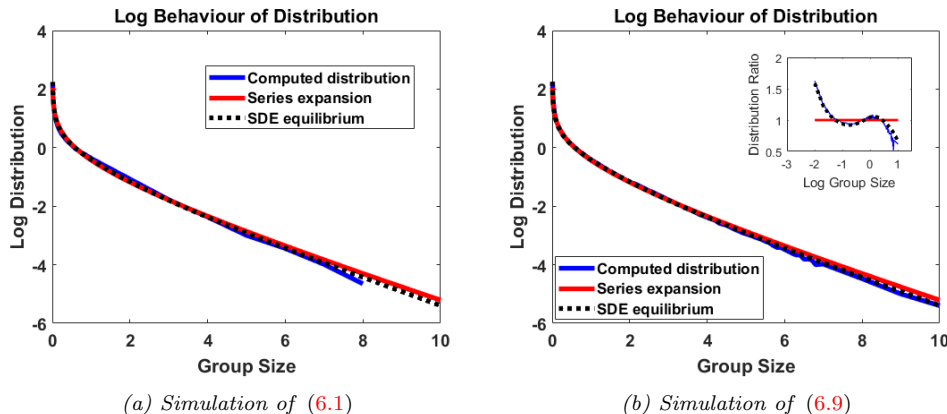 Log Behaviour of Distribution
4
2
0
-2
-4
-6
Log Distribution
Computed distribution
Series expansion
SDE equilibrium
0
2
4
6
8
10
Group Size
(a) Simulation of (6.1)
Log Behaviour of Distribution
4
2
0
-2
-4
-6
Log Distribution
2
1.5
1
0.5
Distribution Ratio
-3
-2
-1
0
1
Log Group Size
Computed distribution
Series expansion
SDE equilibrium
0
2
4
6
8
10
Group Size
(b) Simulation of (6.9)